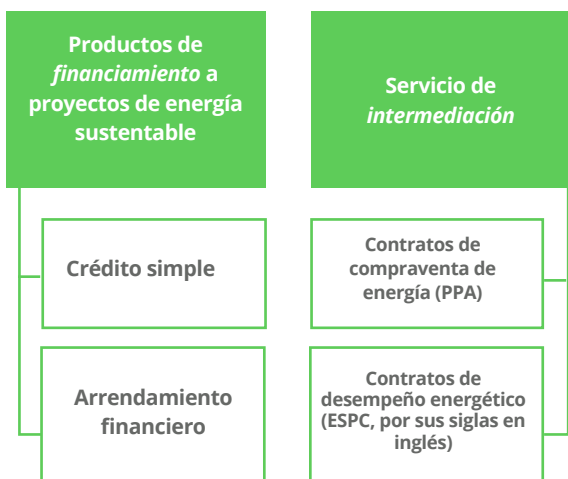 Productos de
financiamiento a
proyectos de energía
sustentable
Servicio de
intermediación
Crédito simple
Contratos de
compraventa de
energía (PPA)
Arrendamiento
financiero
Contratos de
desempeño energético
(ESPC, por sus siglas en
inglés)